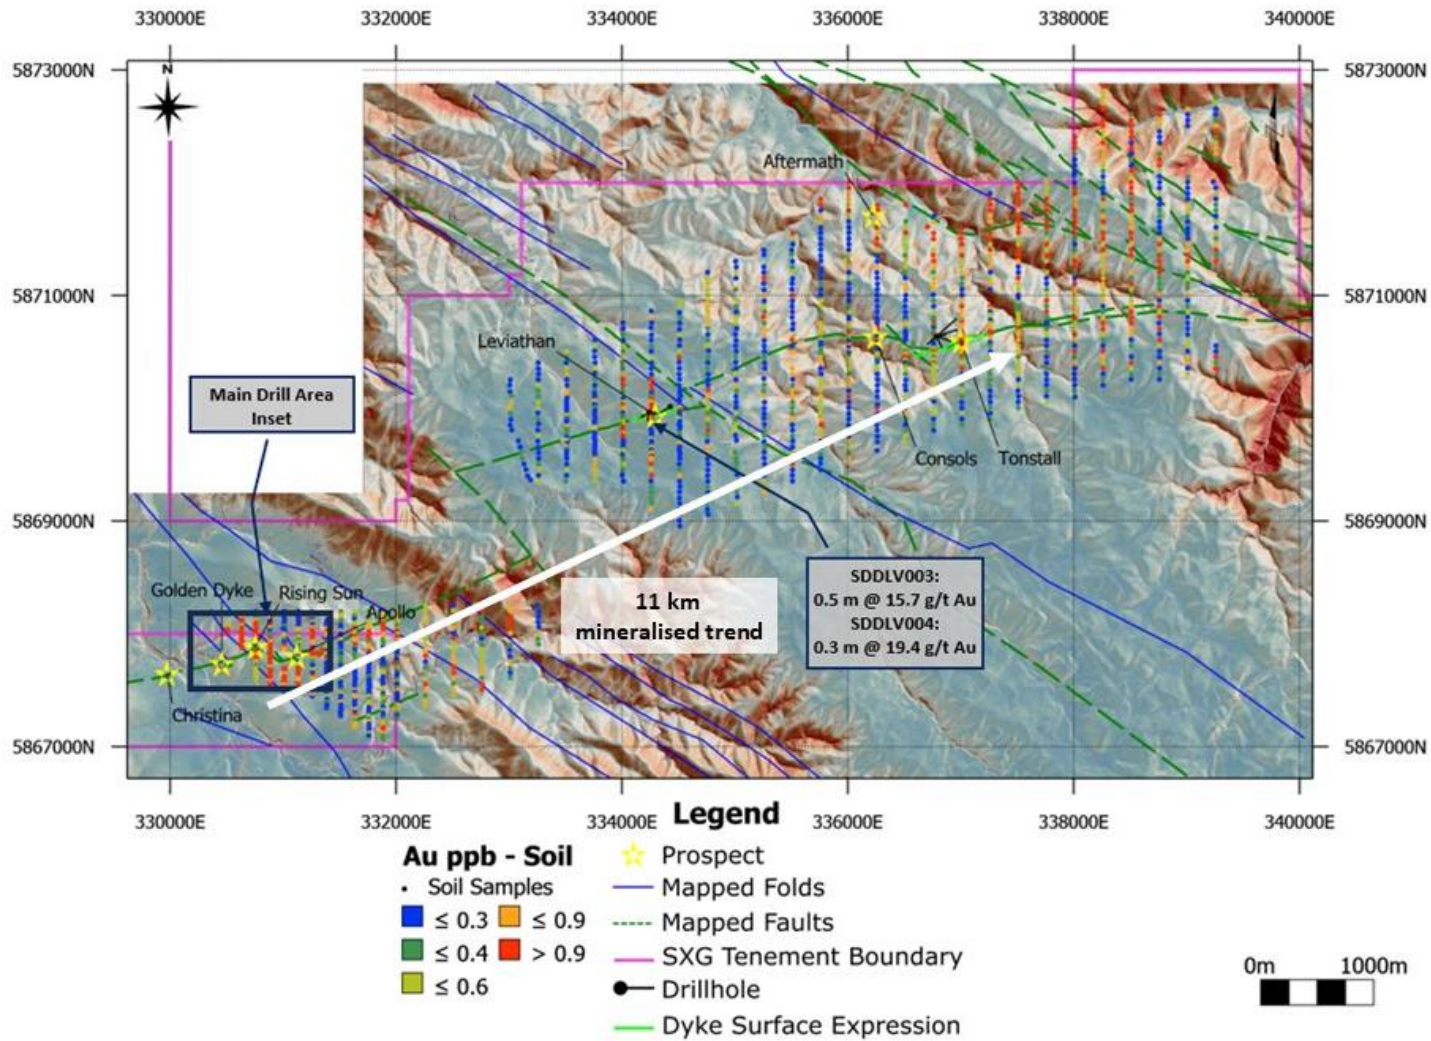 330000E 332000E 334000E 336000E 338000E 340000E
5873000N 5873000N
N
Aftermath
5871000N 5871000N
Leviathan
Main Drill Area
Inset
Consols Tonstall
5869000N 5869000N
Golden Dyke Rising Sun
Apollo
SDDLV003:
0.5 m @ 15.7 g/t Au
SDDLV004:
0.3 m @ 19.4 g/t Au
11 km
mineralised trend
Christina
5867000N 5867000N
330000E 332000E 334000E 336000E 338000E 340000E
Legend
Au ppb - Soil
Soil Samples
≤ 0.3 ≤ 0.9
≤ 0.4 > 0.9
≤ 0.6
Prospect
Mapped Folds
Mapped Faults
SXG Tenement Boundary
Drillhole
Dyke Surface Expression
0m 1000m